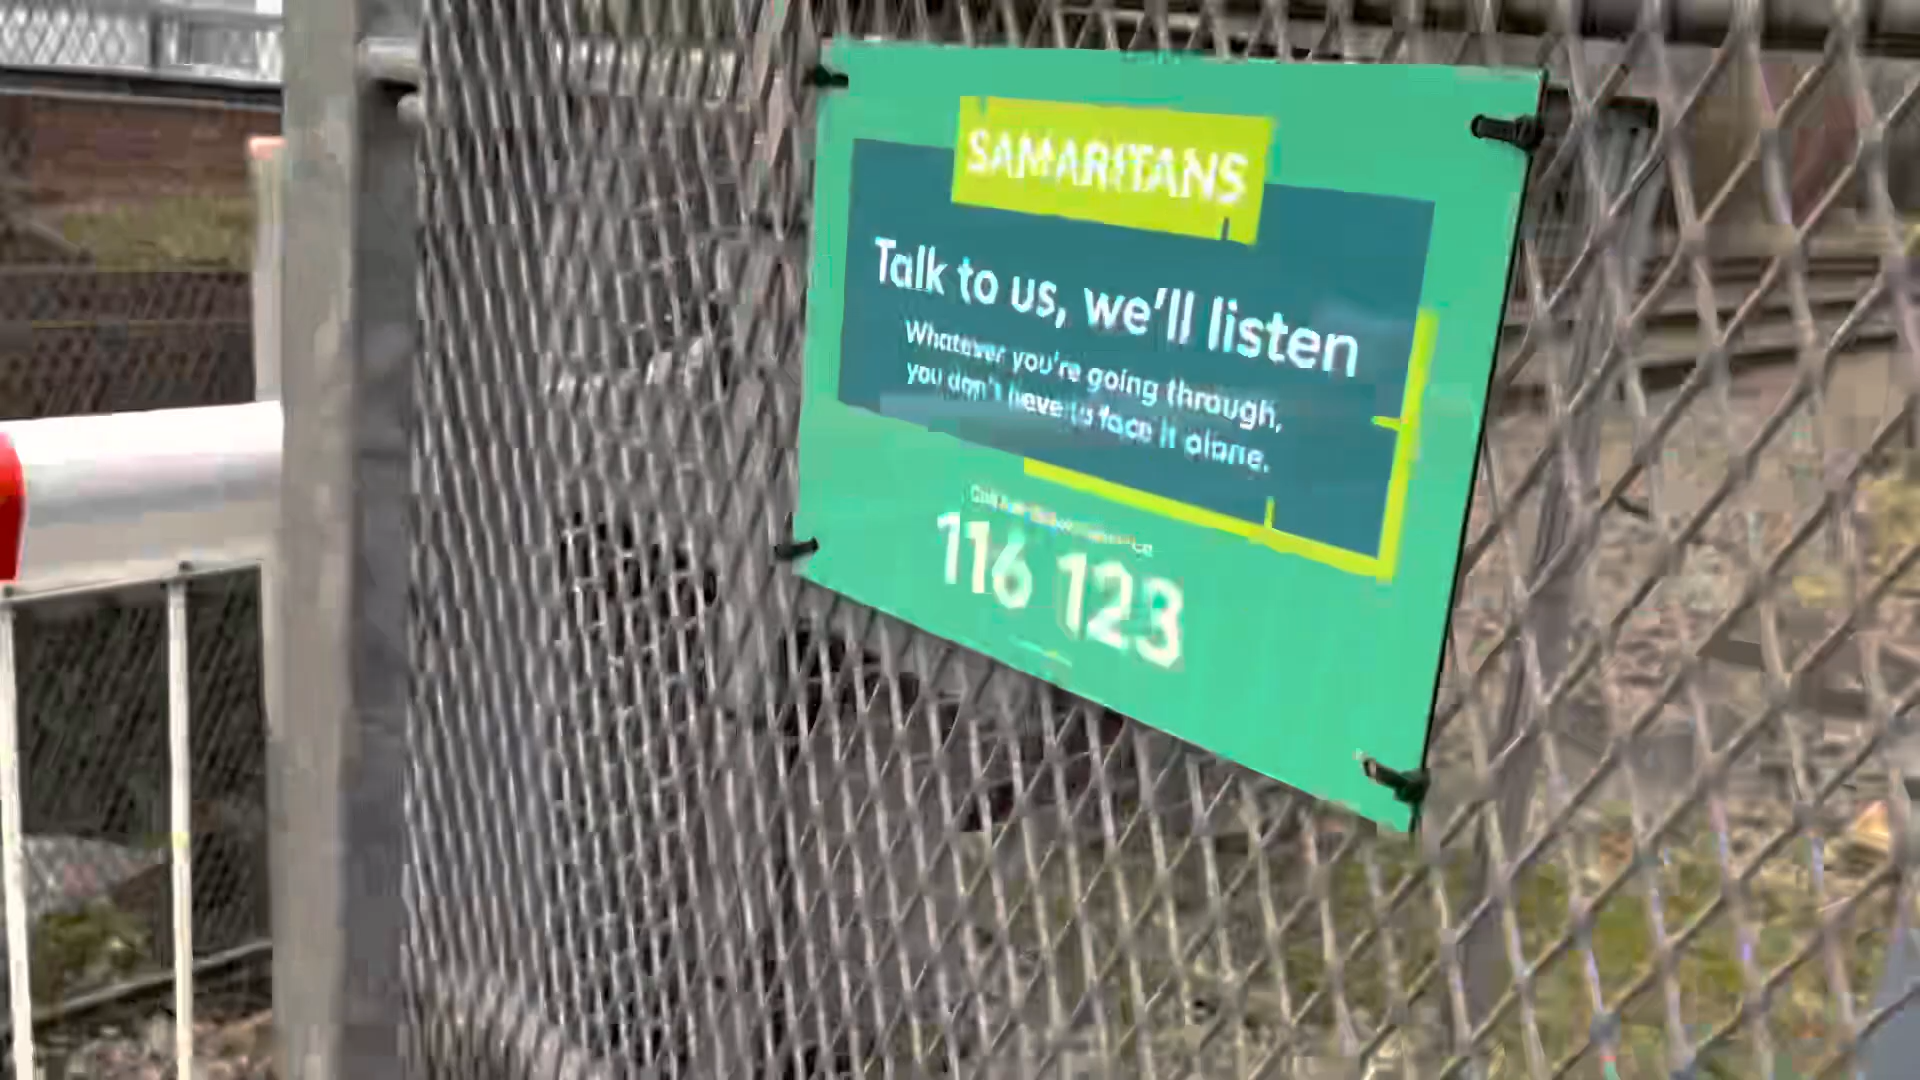 SAMARITANS
Talk to us, we'll listen
Whatever you're going through,
you don't have to face it alone.
116 123